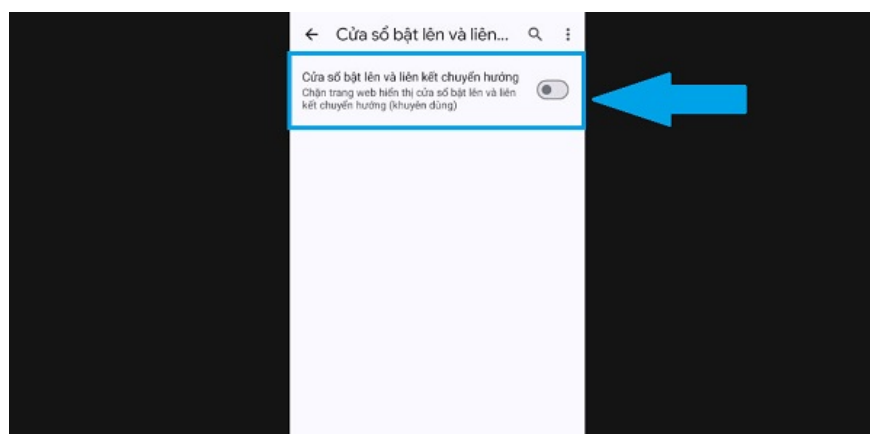 Cửa sổ bật lên và liên...
Cửa sổ bật lên và liên kết chuyển hướng
Chặn trang web hiển thị cửa sổ bật lên và liên
kết chuyển hướng (khuyên dùng)